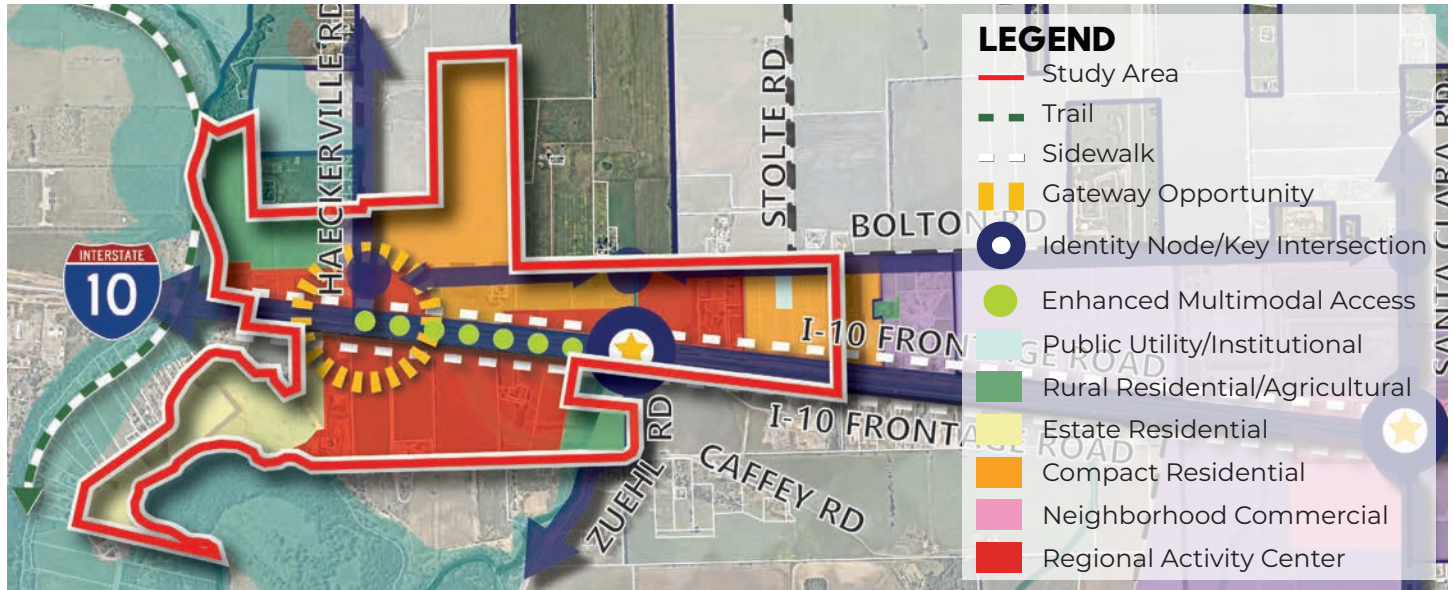 HAECKERVILLE RD
STOLTE RD
BOLTON RD
INTERSTATE
10
I-10 FRONTAGE ROAD
I-10 FRONTAGE ROAD
ZUEHL RD
CAFFEY RD
SANTA CLARA RD
LEGEND
Study Area
Trail
Sidewalk
Gateway Opportunity
Identity Node/Key Intersection
Enhanced Multimodal Access
Public Utility/Institutional
Rural Residential/Agricultural
Estate Residential
Compact Residential
Neighborhood Commercial
Regional Activity Center